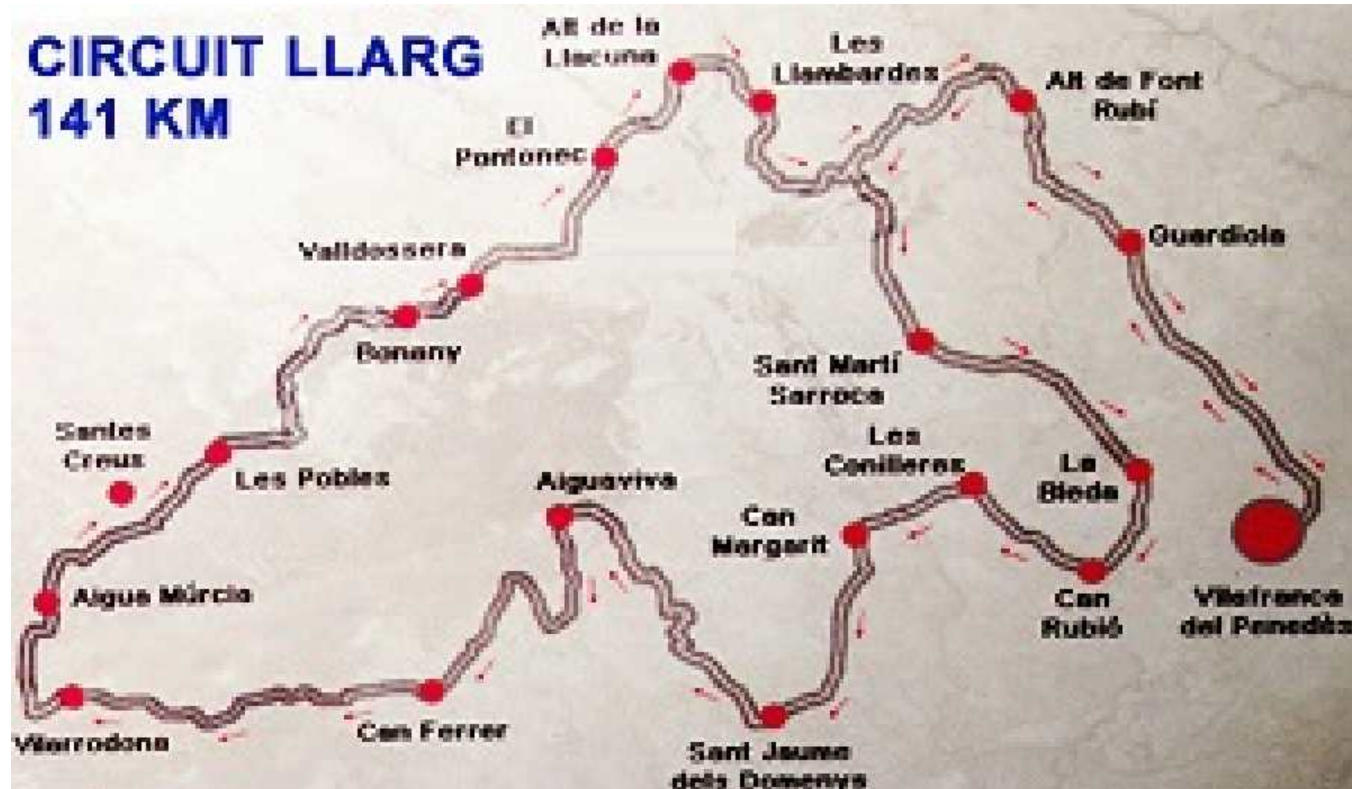 CIRCUIT LLARG
141 KM
Alt de la
Llacuna
Les
Llambardes
Alt de Font
Rubí
El
Pontonec
Guardiola
Valldossera
Bonany
Sant Martí
Sarroca
Santes
Creus
Les Pobles
Aiguaviva
Les
Conilleres
La
Bleda
Can
Margarit
Aigua Múrcia
Can
Rubió
Vilafranca
del Penedès
Vilarrodona
Can Ferrer
Sant Jaume
dels Domenys